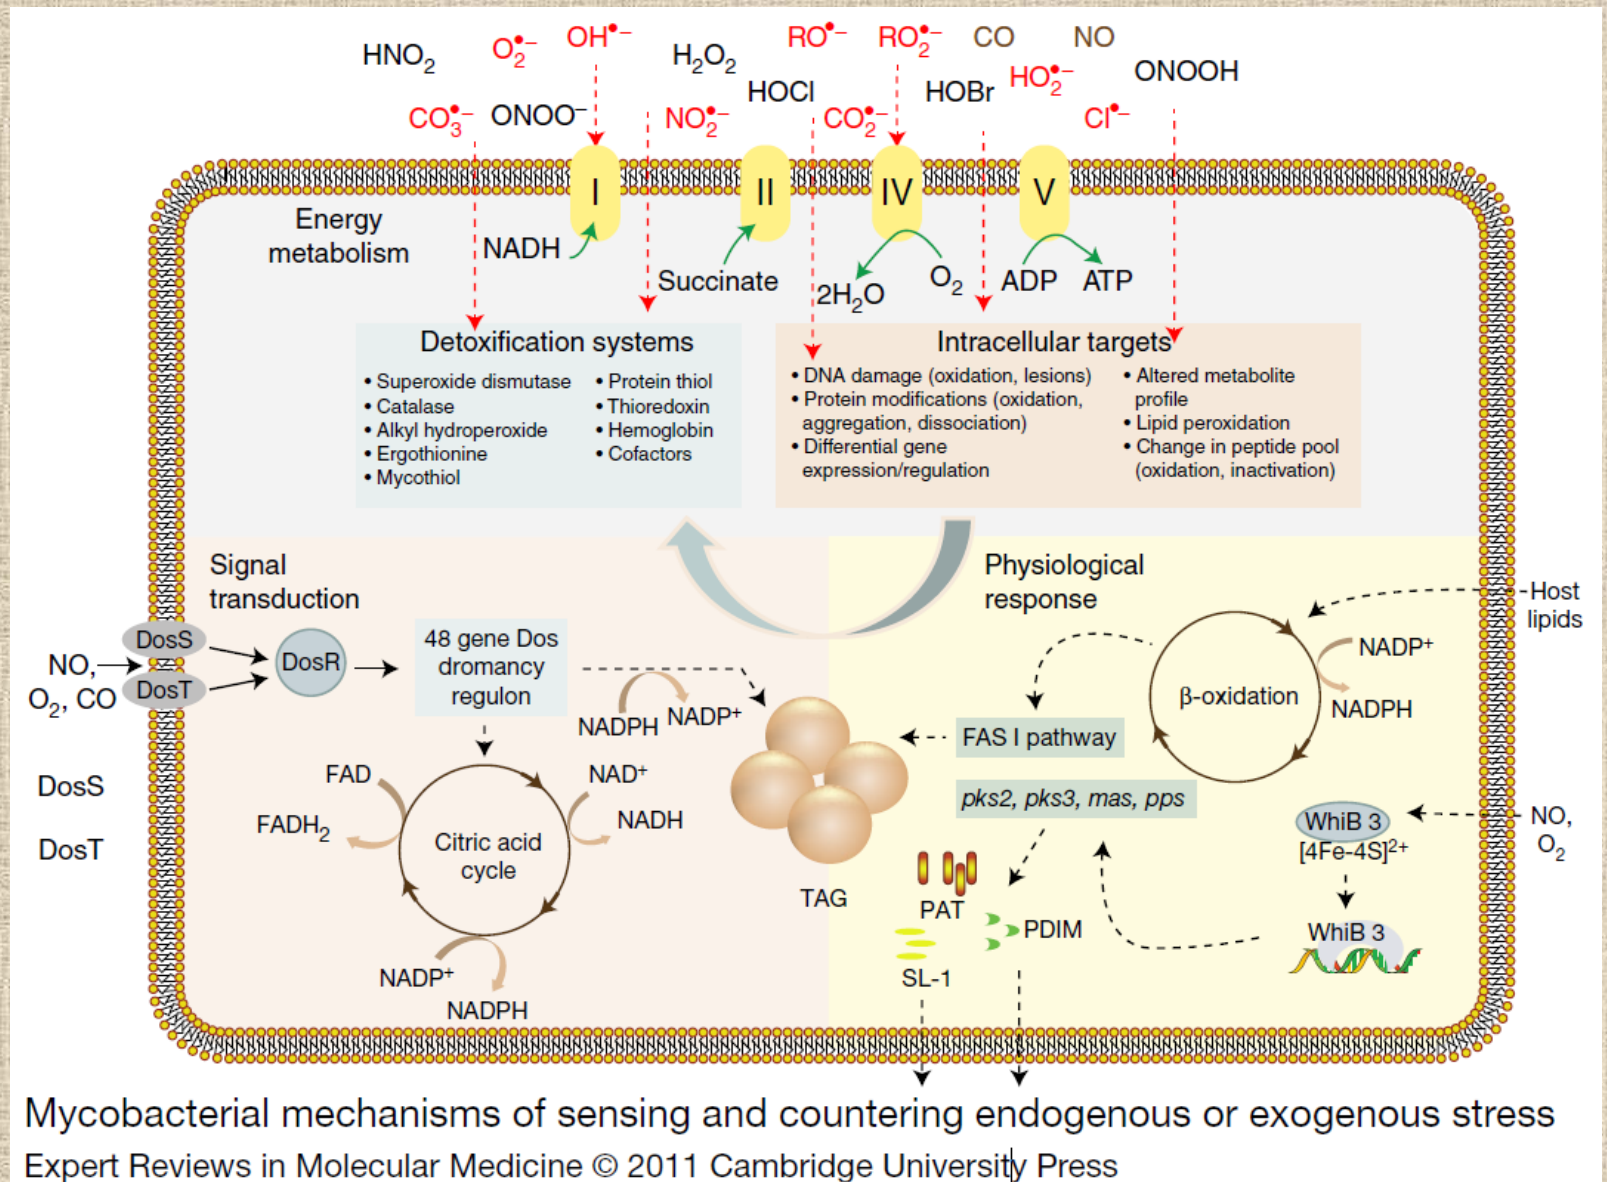 HNO₂
O₂•–
OH•–
H₂O₂
RO•–
RO₂•–
CO
NO
CO₃•–
ONOO–
NO₂•–
HOCl
CO₂•–
HOBr
HO₂•–
Cl•–
ONOOH
I
II
IV
V
Energy
metabolism
NADH
Succinate
2H₂O
O₂
ADP
ATP
Detoxification systems
• Superoxide dismutase
• Catalase
• Alkyl hydroperoxide
• Ergothionine
• Mycothiol
• Protein thiol
• Thioredoxin
• Hemoglobin
• Cofactors
Intracellular targets
• DNA damage (oxidation, lesions)
• Protein modifications (oxidation,
aggregation, dissociation)
• Differential gene
expression/regulation
• Altered metabolite
profile
• Lipid peroxidation
• Change in peptide pool
(oxidation, inactivation)
Signal
transduction
NO,
O₂, CO
DosS
DosT
DosR
48 gene Dos
dromancy
regulon
NADPH
NADP+
DosS
DosT
FAD
FADH₂
NAD+
NADH
Citric acid
cycle
NADP+
NADPH
TAG
Physiological
response
Host
lipids
NADP+
NADPH
β-oxidation
FAS I pathway
pks2, pks3, mas, pps
WhiB 3
[4Fe-4S]²+
NO,
O₂
WhiB 3
PAT
PDIM
SL-1
Mycobacterial mechanisms of sensing and countering endogenous or exogenous stress
Expert Reviews in Molecular Medicine © 2011 Cambridge University Press